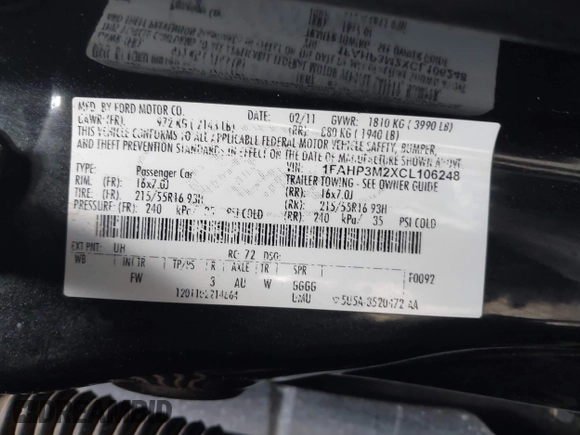 1FAHP3M2XCL106248
MFD. BY FORD MOTOR CO.
DATE: 02/11 GVWR: 1810 KG ( 3990 LB)
GAWR:(FR). 972 KG ( 2143 LB) (RR): 880 KG ( 1940 LB)
THIS VEHICLE CONFORMS TO ALL APPLICABLE FEDERAL MOTOR VEHICLE SAFETY, BUMPER,
AND THEFT PREVENTION STANDARDS IN EFFECT ON THE DATE OF MANUFACTURE SHOWN ABOVE.
VIN: 1FAHP3M2XCL106248
TYPE: Passenger Car TRAILER TOWING - SEE OWNER GUIDE
RIM: (FR) 16x7.0J (RR) 16x7.0J
TIRE: (FR) 215/55R16 93H (RR) 215/55R16 93H
PRESSURE: (FR) 240 kPa/ 35 PSI COLD (RR) 240 kPa/ 35 PSI COLD
EXT PNT: UH RC: 72 DSO:
WB INT TR TP/PS R AXLE TR SPR F0092
FW 3 AU W GGGG